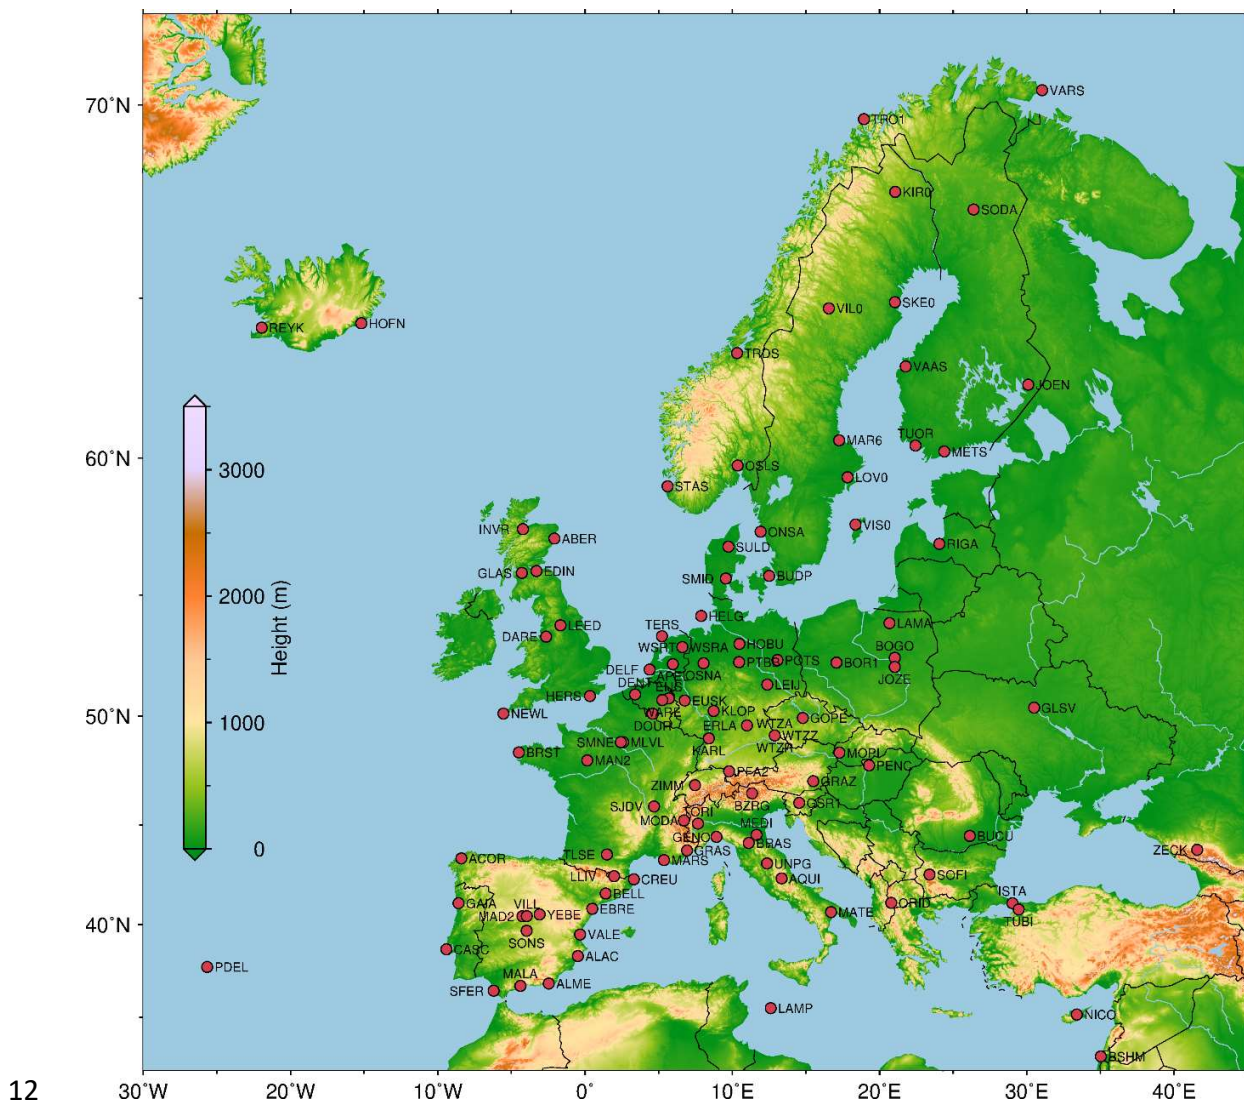 VARS
70°N
TRO1
KIR0
SODA
SKE0
VIL0
REYK
HOFN
TRDS
VAAS
JOEN
TUOR
MAR6
METS
60°N
OSLS
LOV0
STAS
3000
VIS0
INVR
ONSA
ABER
SULD
RIGA
GLAS
EDIN
SMID
BUDP
2000
HELG
LAMA
LEED
TERS
DARE
HOBU
WSRT
WSRA
BOGO
Height (m)
PTBB
POTS
BOR1
DELF
APEL
OSNA
JOZE
DENT
LEIJ
HERS
EUSK
WARE
KLOP
50°N
NEWL
GLSV
1000
DOUR
ERLA
WTZA
GOPE
WTZZ
SMNE
MLVL
KARL
WTZR
BRST
MOPI
MAN2
PENC
PFA2
ZIMM
GRAZ
BZRG
SJDV
GSR1
MODA
TORI
MEDI
GENO
BUCU
0
PRAS
GRAS
ZECK
TLSE
ACOR
MARS
UNPG
LLIV
CREU
AQUI
SOFI
BELL
ISTA
GAIA
VILL
ORID
EBRE
MAD2
YEBE
MATE
TUBI
40°N
SONS
VALE
CASC
ALAC
PDEL
MALA
ALME
SFER
LAMP
NICO
BSHM
12
30°W 20°W 10°W 0° 10°E 20°E 30°E 40°E